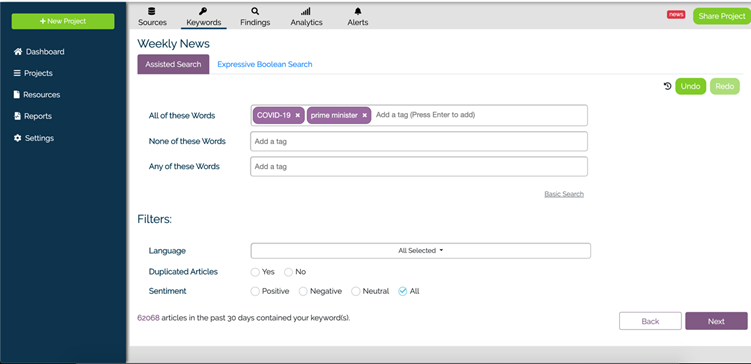 + New Project
Dashboard
Projects
Resources
Reports
Settings
Sources
Keywords
Findings
Analytics
Alerts
news
Share Project
Weekly News
Assisted Search
Expressive Boolean Search
Undo
Redo
All of these Words
COVID-19 × prime minister × Add a tag (Press Enter to add)
None of these Words
Add a tag
Any of these Words
Add a tag
Basic Search
Filters:
Language
All Selected
Duplicated Articles
Yes No
Sentiment
Positive Negative Neutral All
62068 articles in the past 30 days contained your keyword(s).
Back
Next